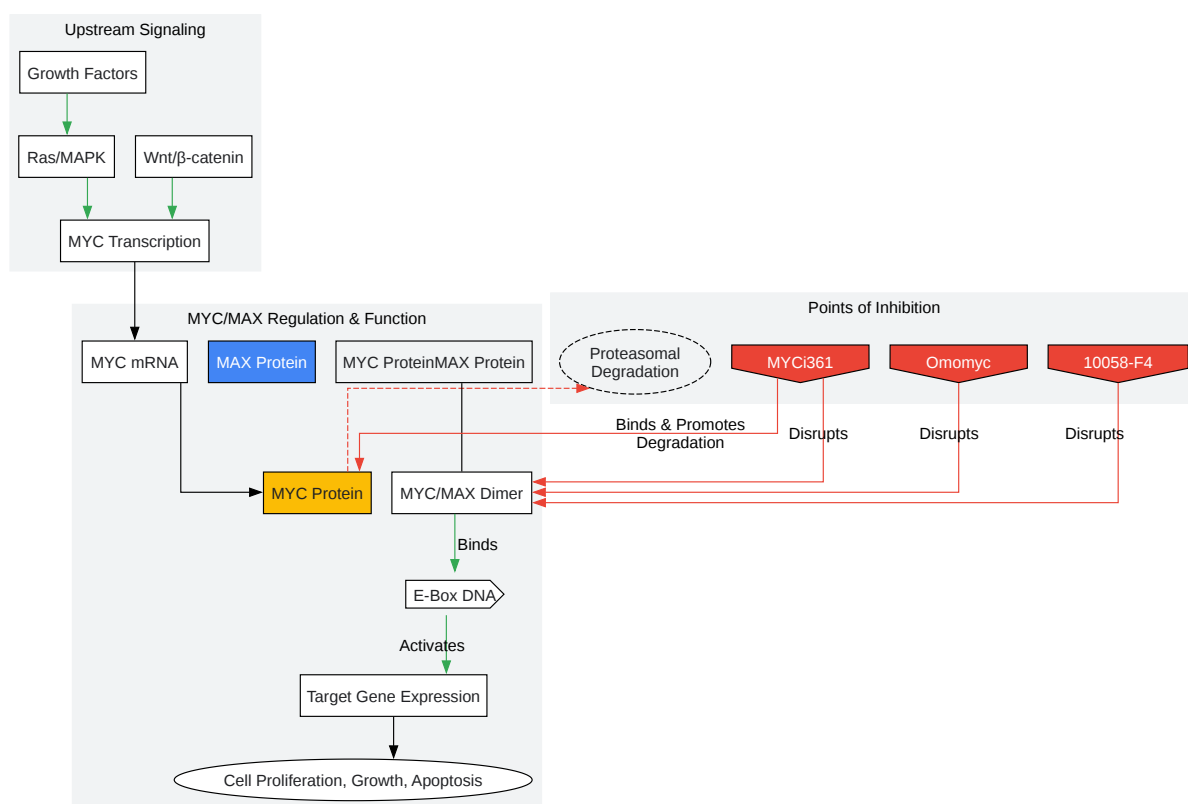 Upstream Signaling
Growth Factors
Ras/MAPK
Wnt/β-catenin
MYC Transcription
MYC/MAX Regulation & Function
Points of Inhibition
MYC mRNA
MAX Protein
MYC ProteinMAX Protein
Proteasomal
Degradation
MYCi361
Omomyc
10058-F4
Binds & Promotes
Degradation
Disrupts
Disrupts
Disrupts
MYC Protein
MYC/MAX Dimer
Binds
E-Box DNA
Activates
Target Gene Expression
Cell Proliferation, Growth, Apoptosis